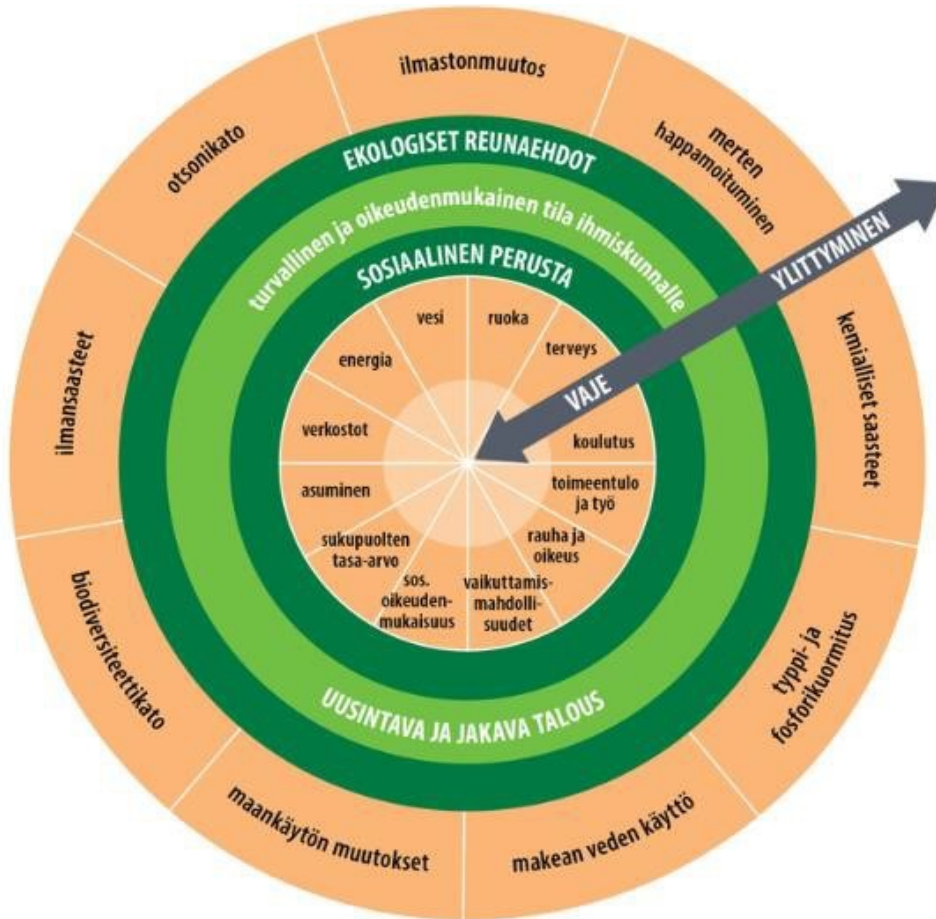 ilmastonmuutos
merten
happamoituminen
kemialliset saasteet
typpi- ja
fosforikuormitus
makean veden käyttö
maankäytön muutokset
biodiversiteettikato
ilmansaasteet
otsonikato
EKOLOGISET REUNAEHDOT
turvallinen ja oikeudenmukainen tila ihmiskunnalle
SOSIAALINEN PERUSTA
YLITTYMINEN
VAJE
vesi
ruoka
energia
terveys
verkostot
koulutus
asuminen
toimeentulo
ja työ
sukupuolten
tasa-arvo
rauha ja
oikeus
sos.
oikeuden-
mukaisuus
vaikuttamis-
mahdolli-
suudet
UUSINTAVA JA JAKAVA TALOUS